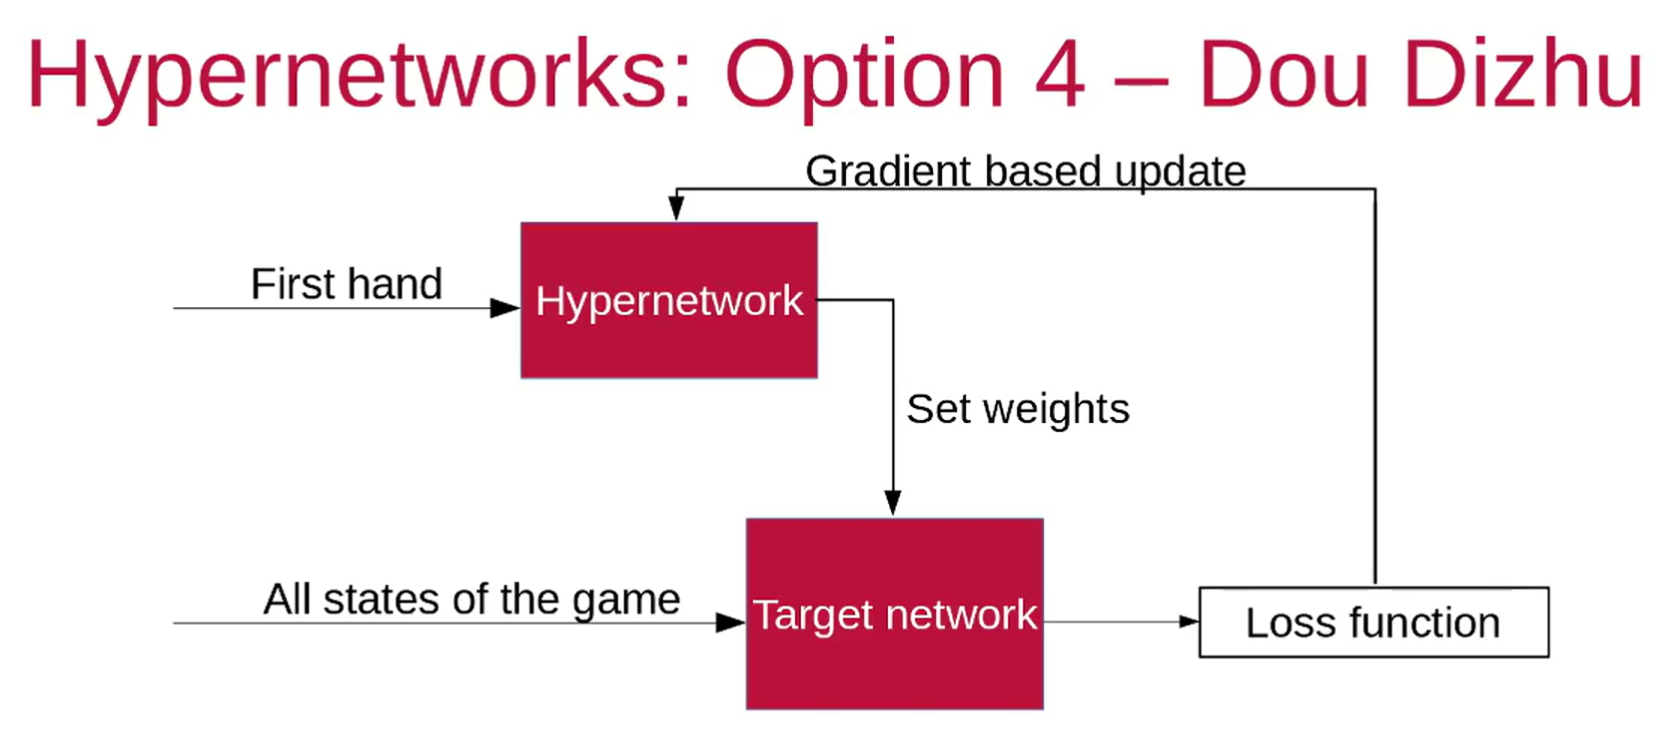 Hypernetworks: Option 4 – Dou Dizhu
Gradient based update
First hand
Hypernetwork
Set weights
All states of the game
Target network
Loss function